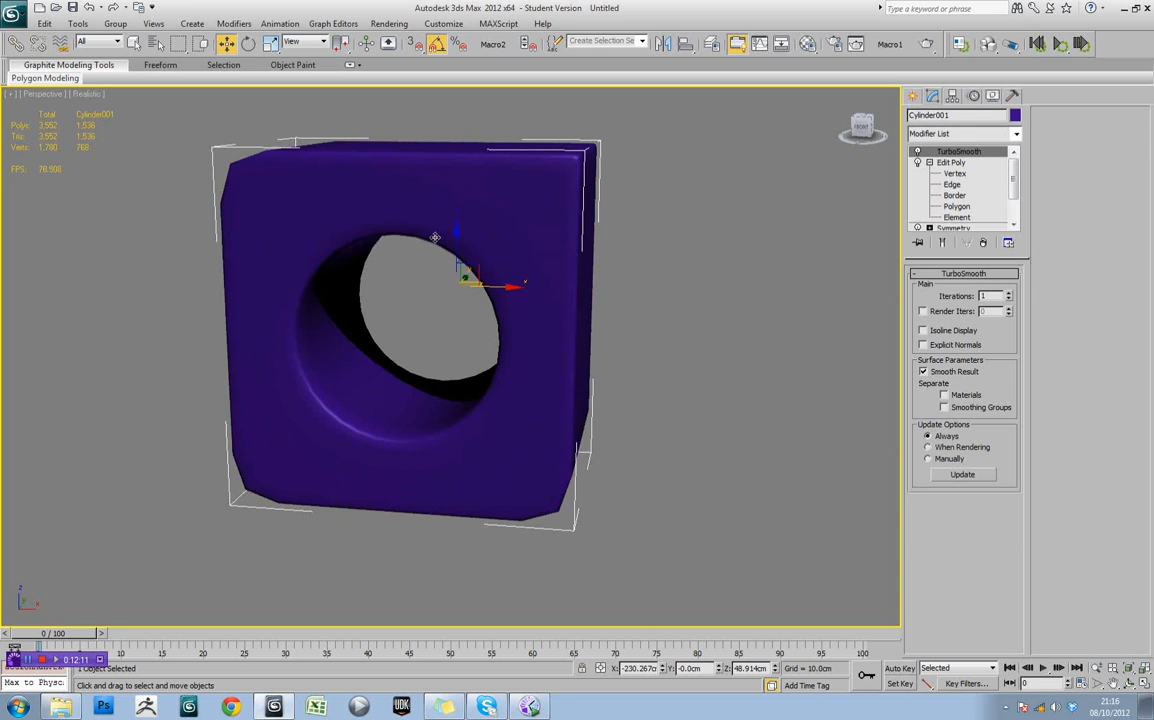 Autodesk 3ds Max 2012 x64 - Student Version Untitled
Type a keyword or phrase
Edit Tools Group Views Create Modifiers Animation Graph Editors Rendering Customize MAXScript Help
All View Macro2 Create Selection Se Macro1
Graphite Modeling Tools Freeform Selection Object Paint
Polygon Modeling
[ + ] [ Perspective ] [ Realistic ]
Total Cylinder001
Polys: 3,552 1,536
Tris: 3,552 1,536
Verts: 1,780 768
FPS: 78.508
FRONT
Cylinder001
Modifier List
TurboSmooth
Edit Poly
Vertex
Edge
Border
Polygon
Element
Symmetry
- TurboSmooth
Main
Iterations: 1
Render Iters: 0
Isoline Display
Explicit Normals
Surface Parameters
Smooth Result
Separate
Materials
Smoothing Groups
Update Options
Always
When Rendering
Manually
Update
z
x
0 / 100
10 15 20 25 30 35 40 45 50 55 60 65 70 75 80 85 90 95 100
0:12:11
1 Object Selected
X: -230.267cm Y: -0.0cm Z: 48.914cm Grid = 10.0cm
Auto Key Selected
Max to Physc.
Click and drag to select and move objects
Add Time Tag
Set Key Key Filters... 0
Ps UDK
21:16
08/10/2012